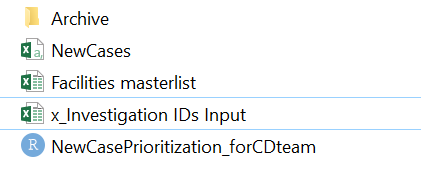 Archive
NewCases
Facilities masterlist
x_Investigation IDs Input
NewCasePrioritization_forCDteam